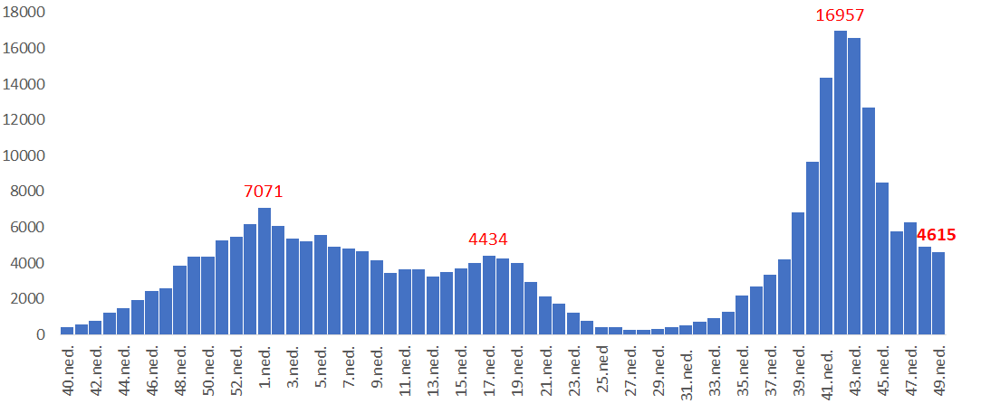 18000
16000
14000
12000
10000
8000
6000
4000
2000
0
7071
4434
16957
4615
40.ned.
42.ned.
44.ned.
46.ned.
48.ned.
50.ned.
52.ned.
1.ned.
3.ned.
5.ned.
7.ned.
9.ned.
11.ned.
13.ned.
15.ned.
17.ned.
19.ned.
21.ned.
23.ned.
25.ned
27.ned.
29.ned.
31.ned.
33.ned.
35.ned.
37.ned.
39.ned.
41.ned.
43.ned.
45.ned.
47.ned.
49.ned.